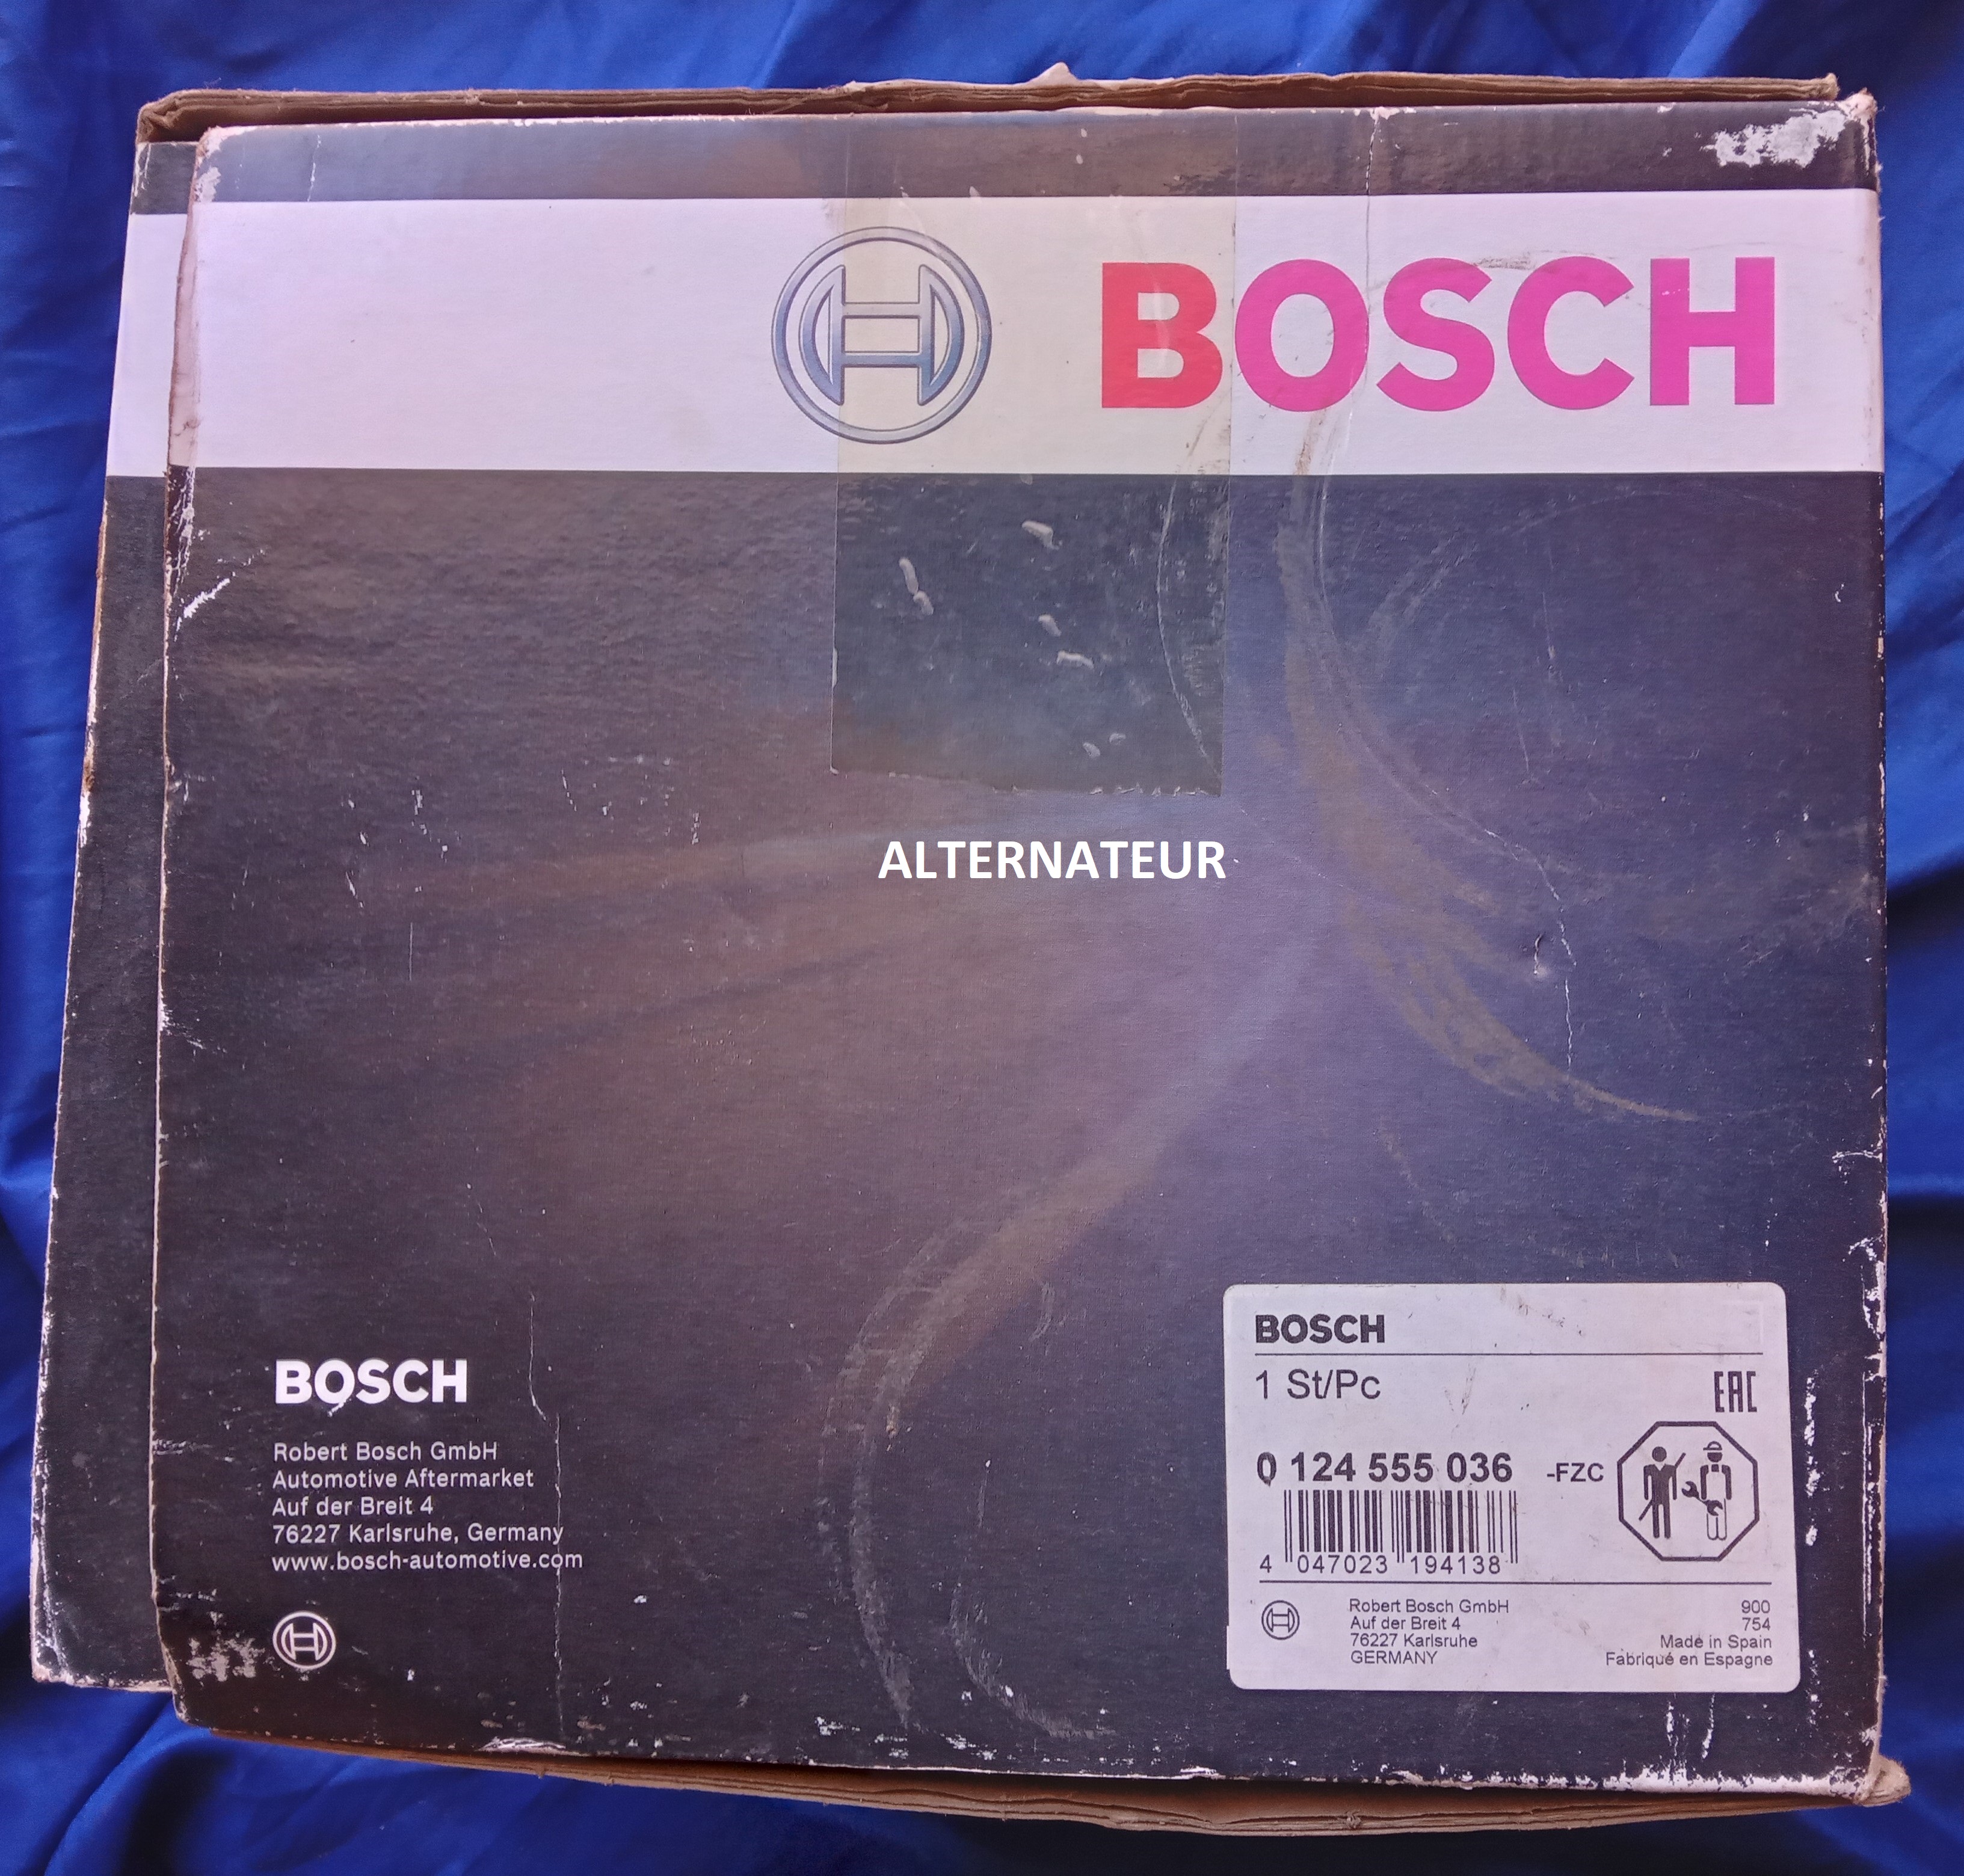 BOSCH
ALTERNATEUR
BOSCH
Robert Bosch GmbH
Automotive Aftermarket
Auf der Breit 4
76227 Karlsruhe, Germany
www.bosch-automotive.com
BOSCH
1 St/Pc
EAC
0 124 555 036 -FZC
4 047023 194138
Robert Bosch GmbH
Auf der Breit 4
76227 Karlsruhe
GERMANY
900
754
Made in Spain
Fabriqué en Espagne